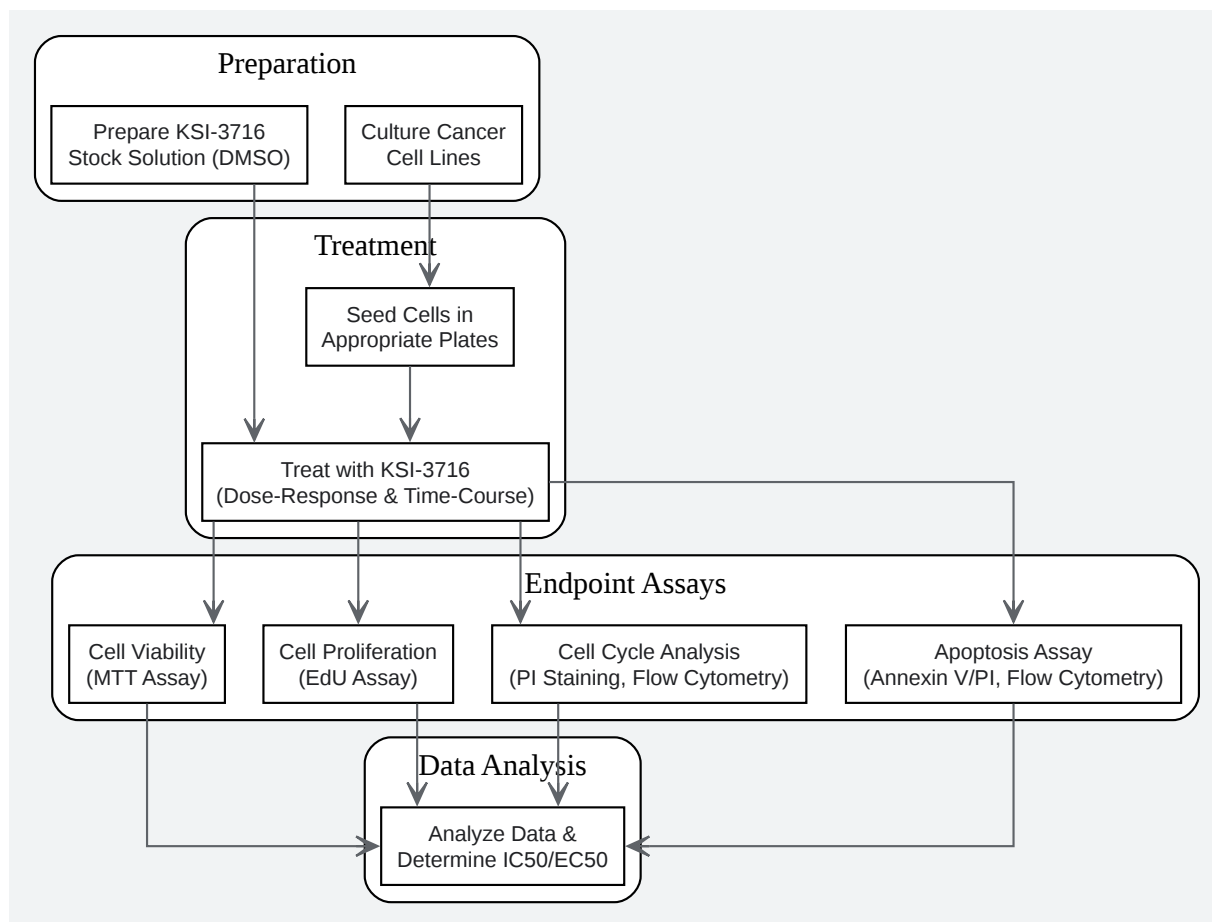 Preparation
Prepare KSI-3716
Stock Solution (DMSO)
Culture Cancer
Cell Lines
Treatment
Seed Cells in
Appropriate Plates
Treat with KSI-3716
(Dose-Response & Time-Course)
Endpoint Assays
Cell Viability
(MTT Assay)
Cell Proliferation
(EdU Assay)
Cell Cycle Analysis
(PI Staining, Flow Cytometry)
Apoptosis Assay
(Annexin V/PI, Flow Cytometry)
Data Analysis
Analyze Data &
Determine IC50/EC50